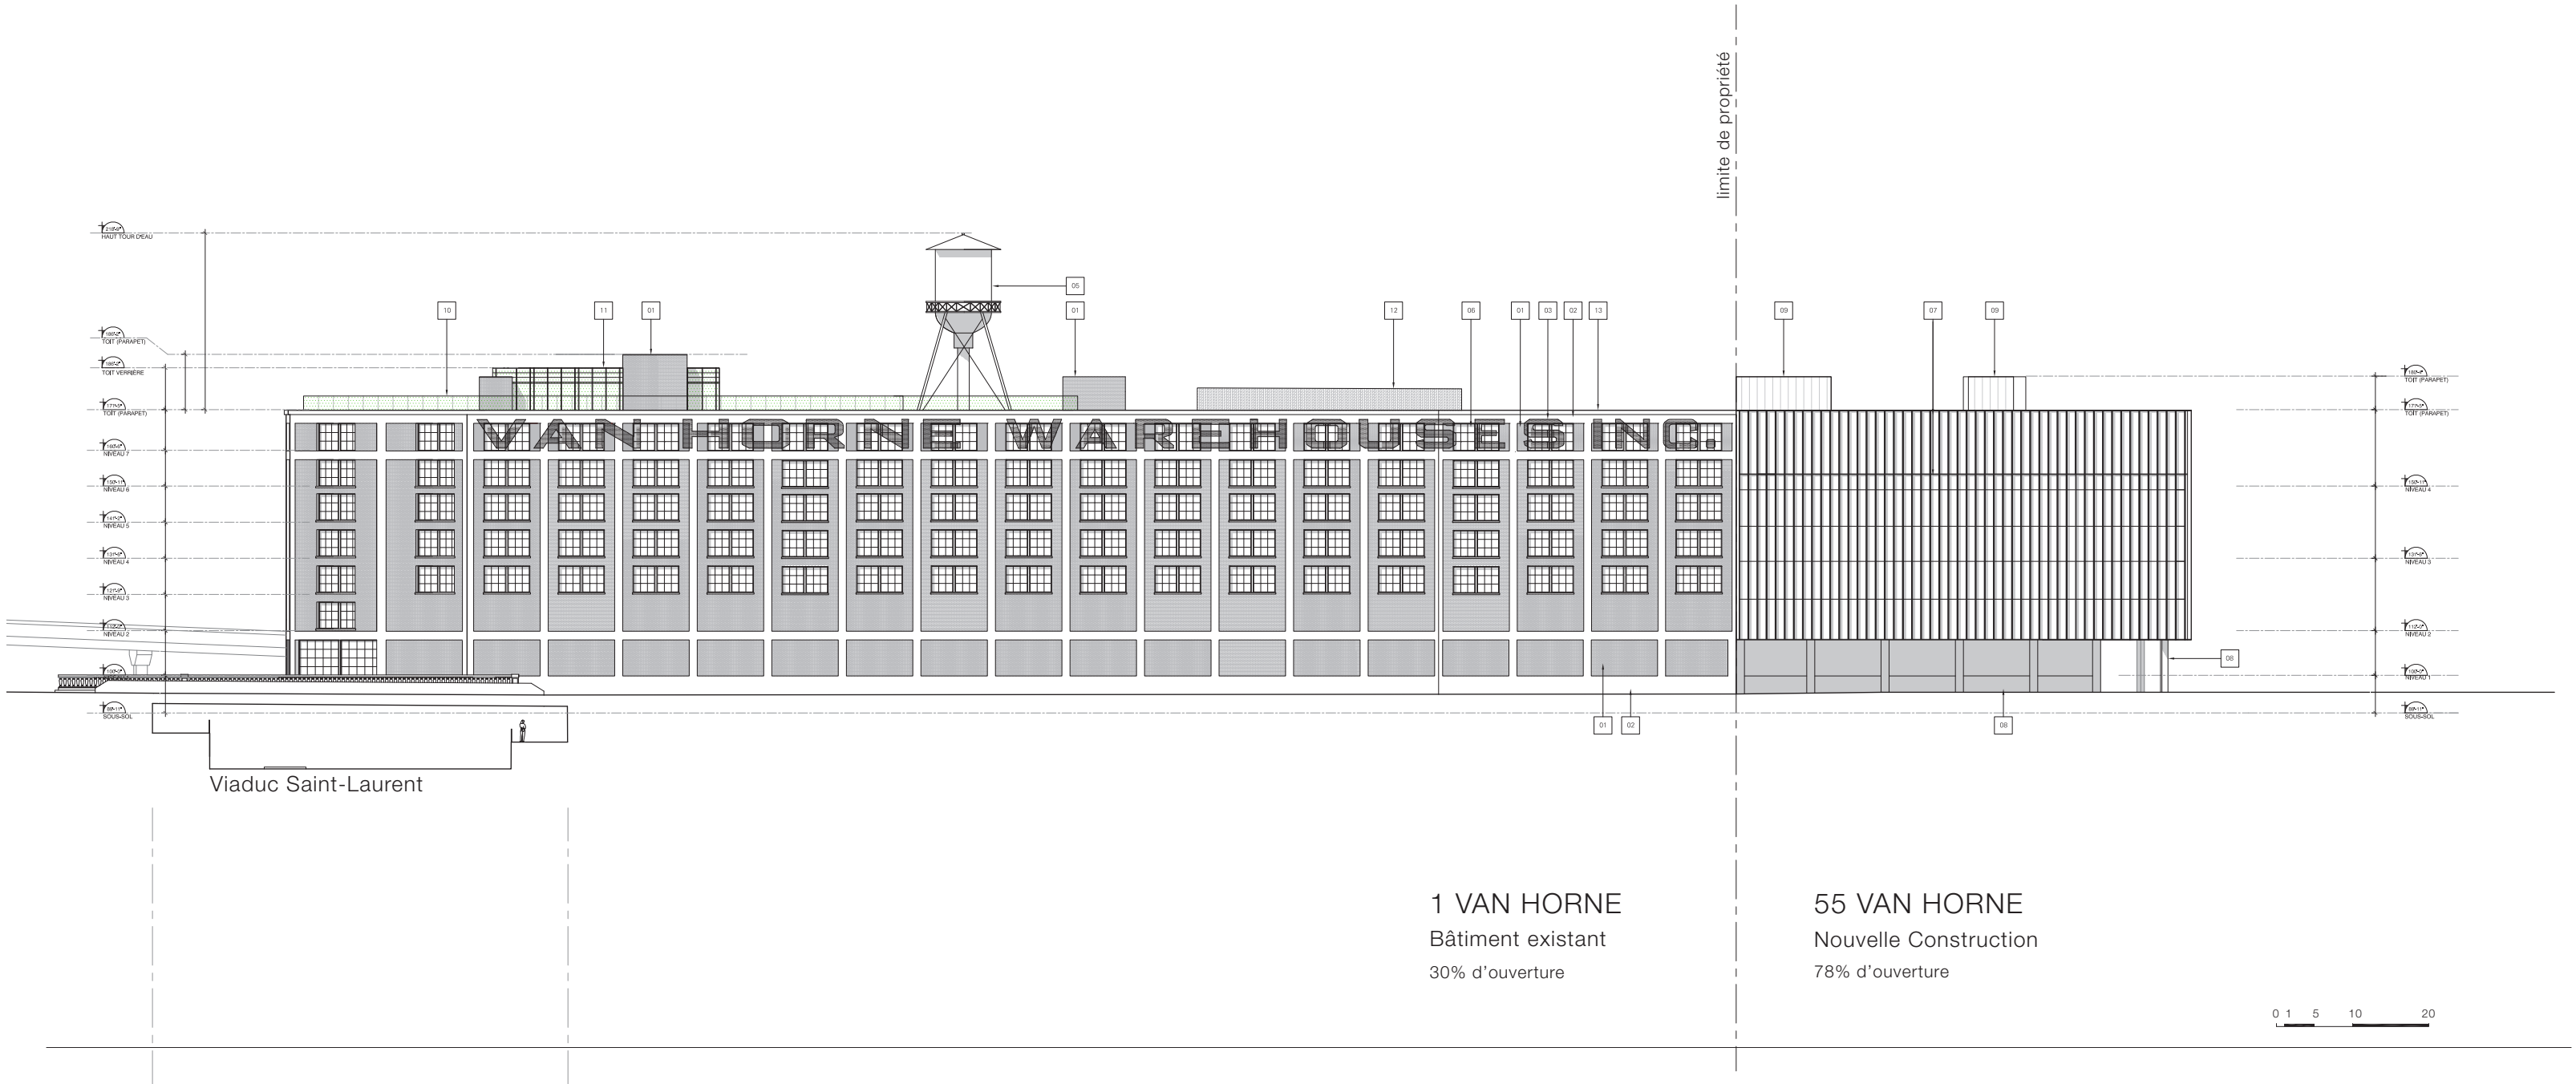 limite de propriété
HAUT TOUR D'EAU
TOIT (PARAPET)
TOIT VERRIÈRE
TOIT (PARAPET)
NIVEAU 7
NIVEAU 6
NIVEAU 5
NIVEAU 4
NIVEAU 3
NIVEAU 2
SOUS-SOL
10
11
01
05
01
12
06
01
03
02
13
09
07
09
VAN HORNE WAREHOUSES INC.
TOIT (PARAPET)
TOIT (PARAPET)
NIVEAU 4
NIVEAU 3
NIVEAU 2
NIVEAU 1
SOUS-SOL
08
01
02
08
Viaduc Saint-Laurent
1 VAN HORNE
Bâtiment existant
30% d'ouverture
55 VAN HORNE
Nouvelle Construction
78% d'ouverture
0 1 5 10 20